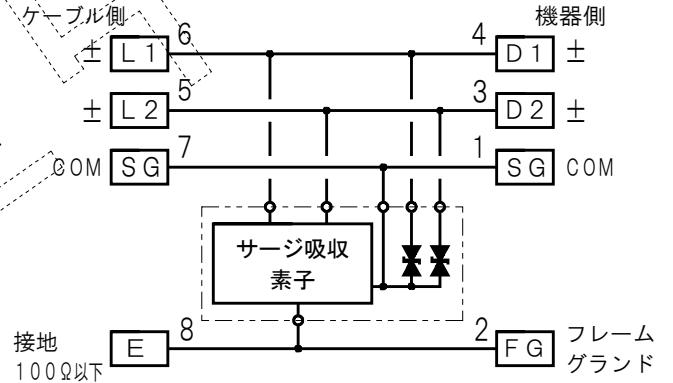 ケーブル側 機器側
6 4
± L1 D1 ±
5 3
± L2 D2 ±
7 1
COM SG SG COM
サージ吸収
素子
8 2
接地 E FG フレーム
100Ω以下 グランド